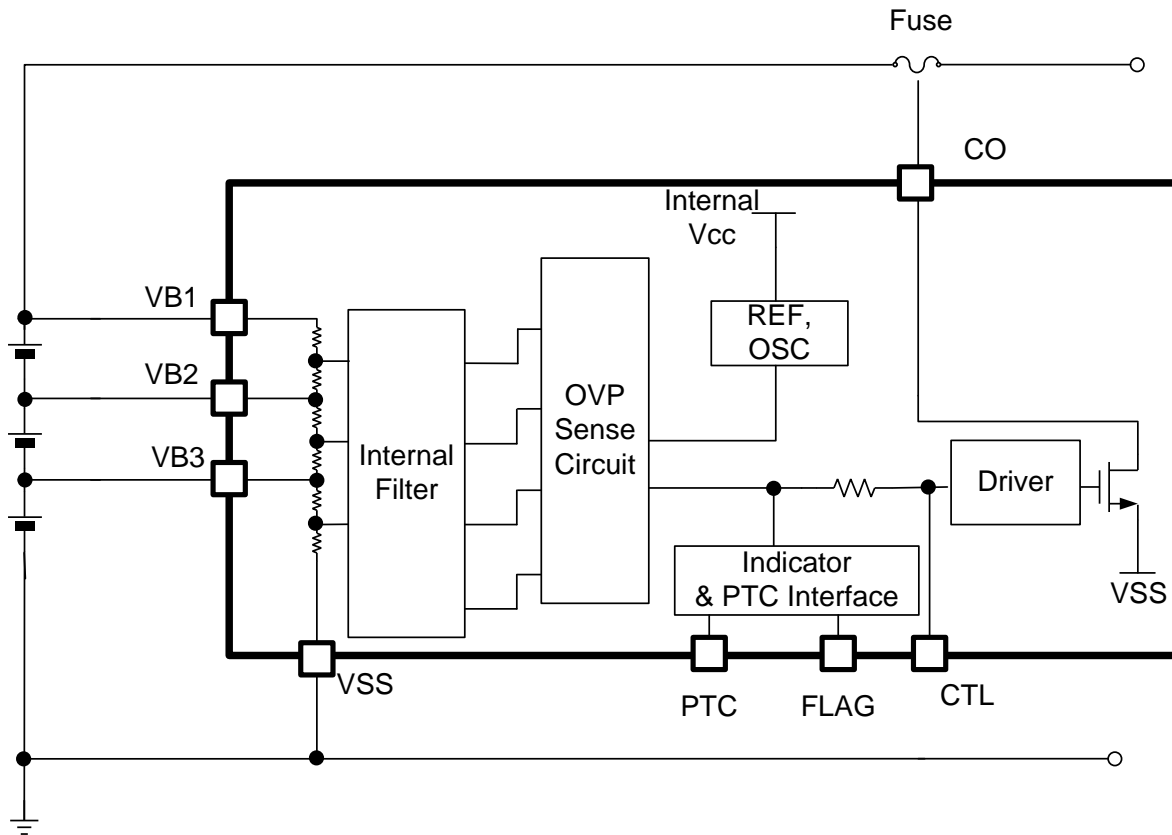 Fuse
CO
Internal
Vcc
VB1
REF,
OSC
VB2
OVP
Sense
Circuit
VB3
Internal
Filter
Driver
Indicator
& PTC Interface
VSS
VSS
PTC
FLAG
CTL